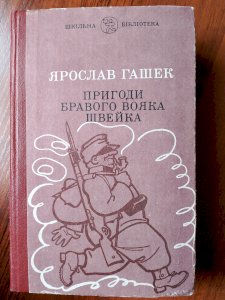 ШКІЛЬНА БІБЛІОТЕКА
ЯРОСЛАВ ГАШЕК
ПРИГОДИ
БРАВОГО ВОЯКА
ШВЕЙКА